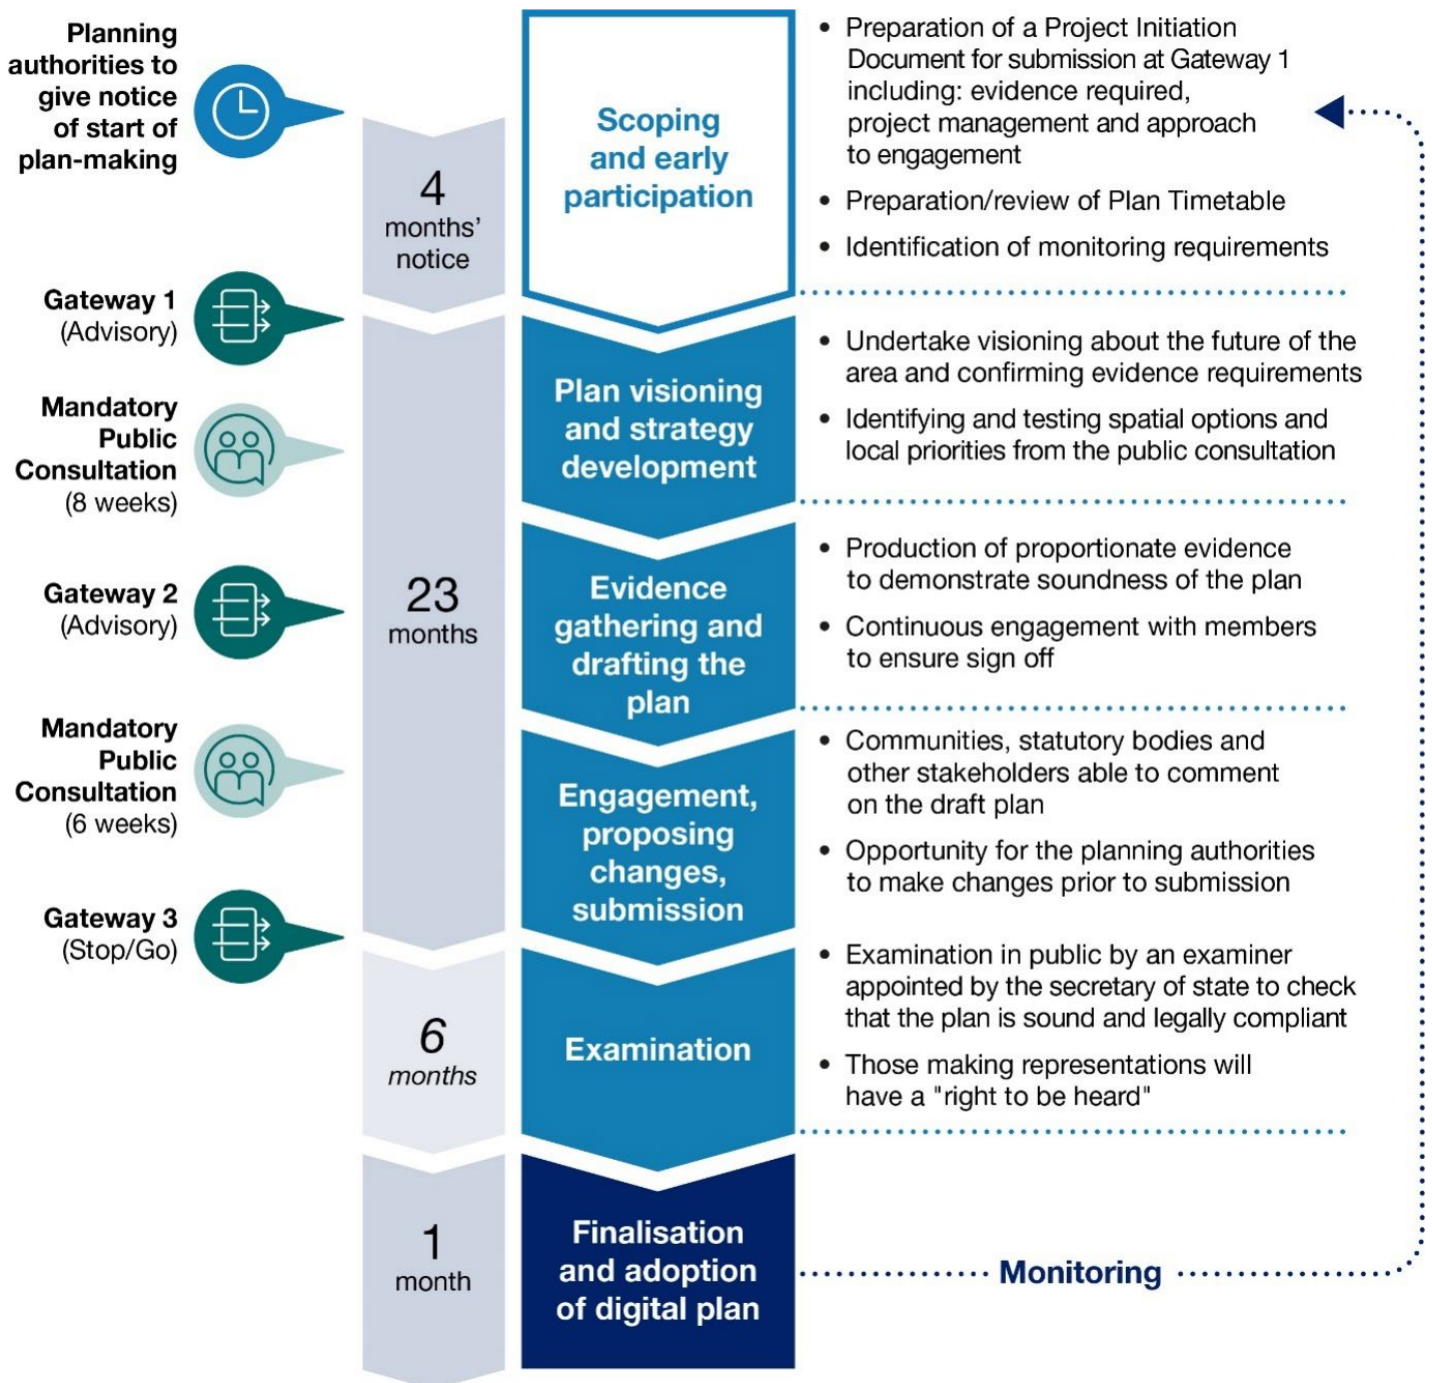 Planning
authorities to
give notice
of start of
plan-making
4
months'
notice
Scoping
and early
participation
• Preparation of a Project Initiation
Document for submission at Gateway 1
including: evidence required,
project management and approach
to engagement
• Preparation/review of Plan Timetable
• Identification of monitoring requirements
Gateway 1
(Advisory)
Mandatory
Public
Consultation
(8 weeks)
Plan visioning
and strategy
development
• Undertake visioning about the future of the
area and confirming evidence requirements
• Identifying and testing spatial options and
local priorities from the public consultation
Gateway 2
(Advisory)
23
months
Evidence
gathering and
drafting the
plan
• Production of proportionate evidence
to demonstrate soundness of the plan
• Continuous engagement with members
to ensure sign off
Mandatory
Public
Consultation
(6 weeks)
Engagement,
proposing
changes,
submission
• Communities, statutory bodies and
other stakeholders able to comment
on the draft plan
• Opportunity for the planning authorities
to make changes prior to submission
Gateway 3
(Stop/Go)
6
months
Examination
• Examination in public by an examiner
appointed by the secretary of state to check
that the plan is sound and legally compliant
• Those making representations will
have a "right to be heard"
1
month
Finalisation
and adoption
of digital plan
Monitoring